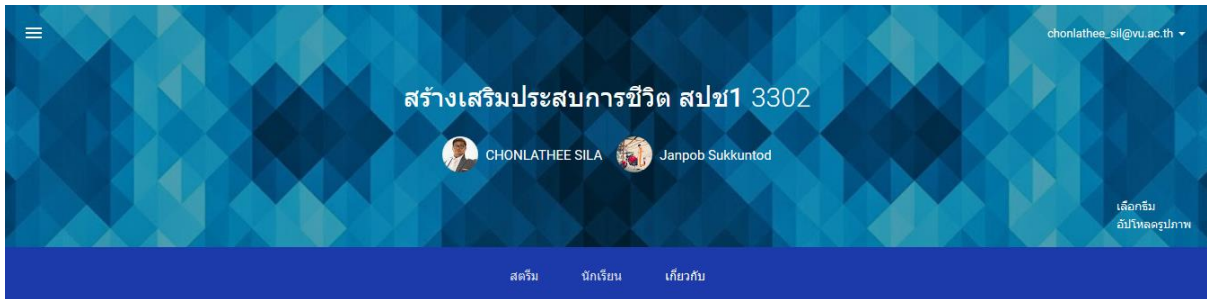 chonlathee_sil@vu.ac.th
สร้างเสริมประสบการชีวิต สปช1 3302
CHONLATHEE SILA Janpob Sukkuntod
เลือกธีม
อัปโหลดรูปภาพ
สตรีม นักเรียน เกี่ยวกับ